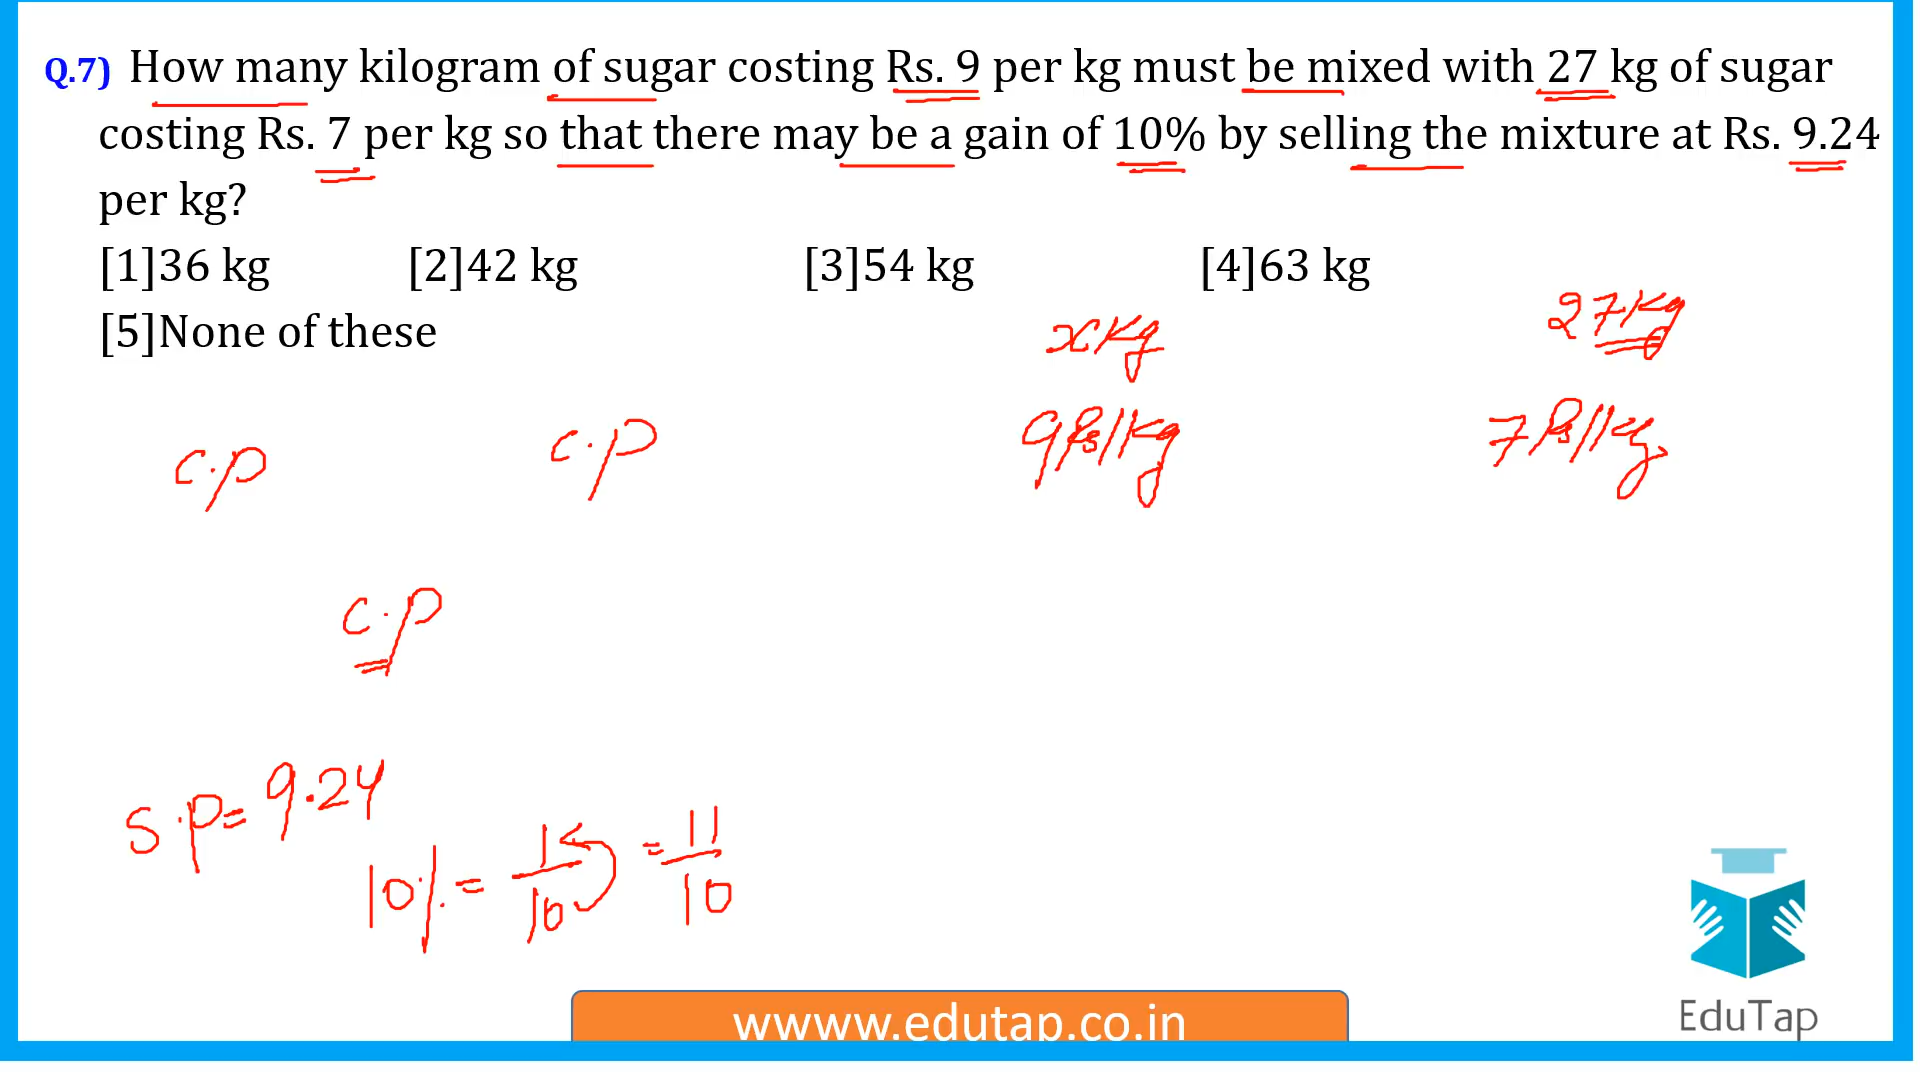 Q.7) How many kilogram of sugar costing Rs. 9 per kg must be mixed with 27 kg of sugar
costing Rs. 7 per kg so that there may be a gain of 10% by selling the mixture at Rs. 9.24
per kg?
[1]36 kg [2]42 kg [3]54 kg [4]63 kg
[5]None of these
x Kg 27 Kg
C.P C.P 9 Rs/Kg 7 Rs/Kg
C.P
S.P = 9.24
10% = 1/10 = 11/10
EduTap
wwww.edutap.co.in